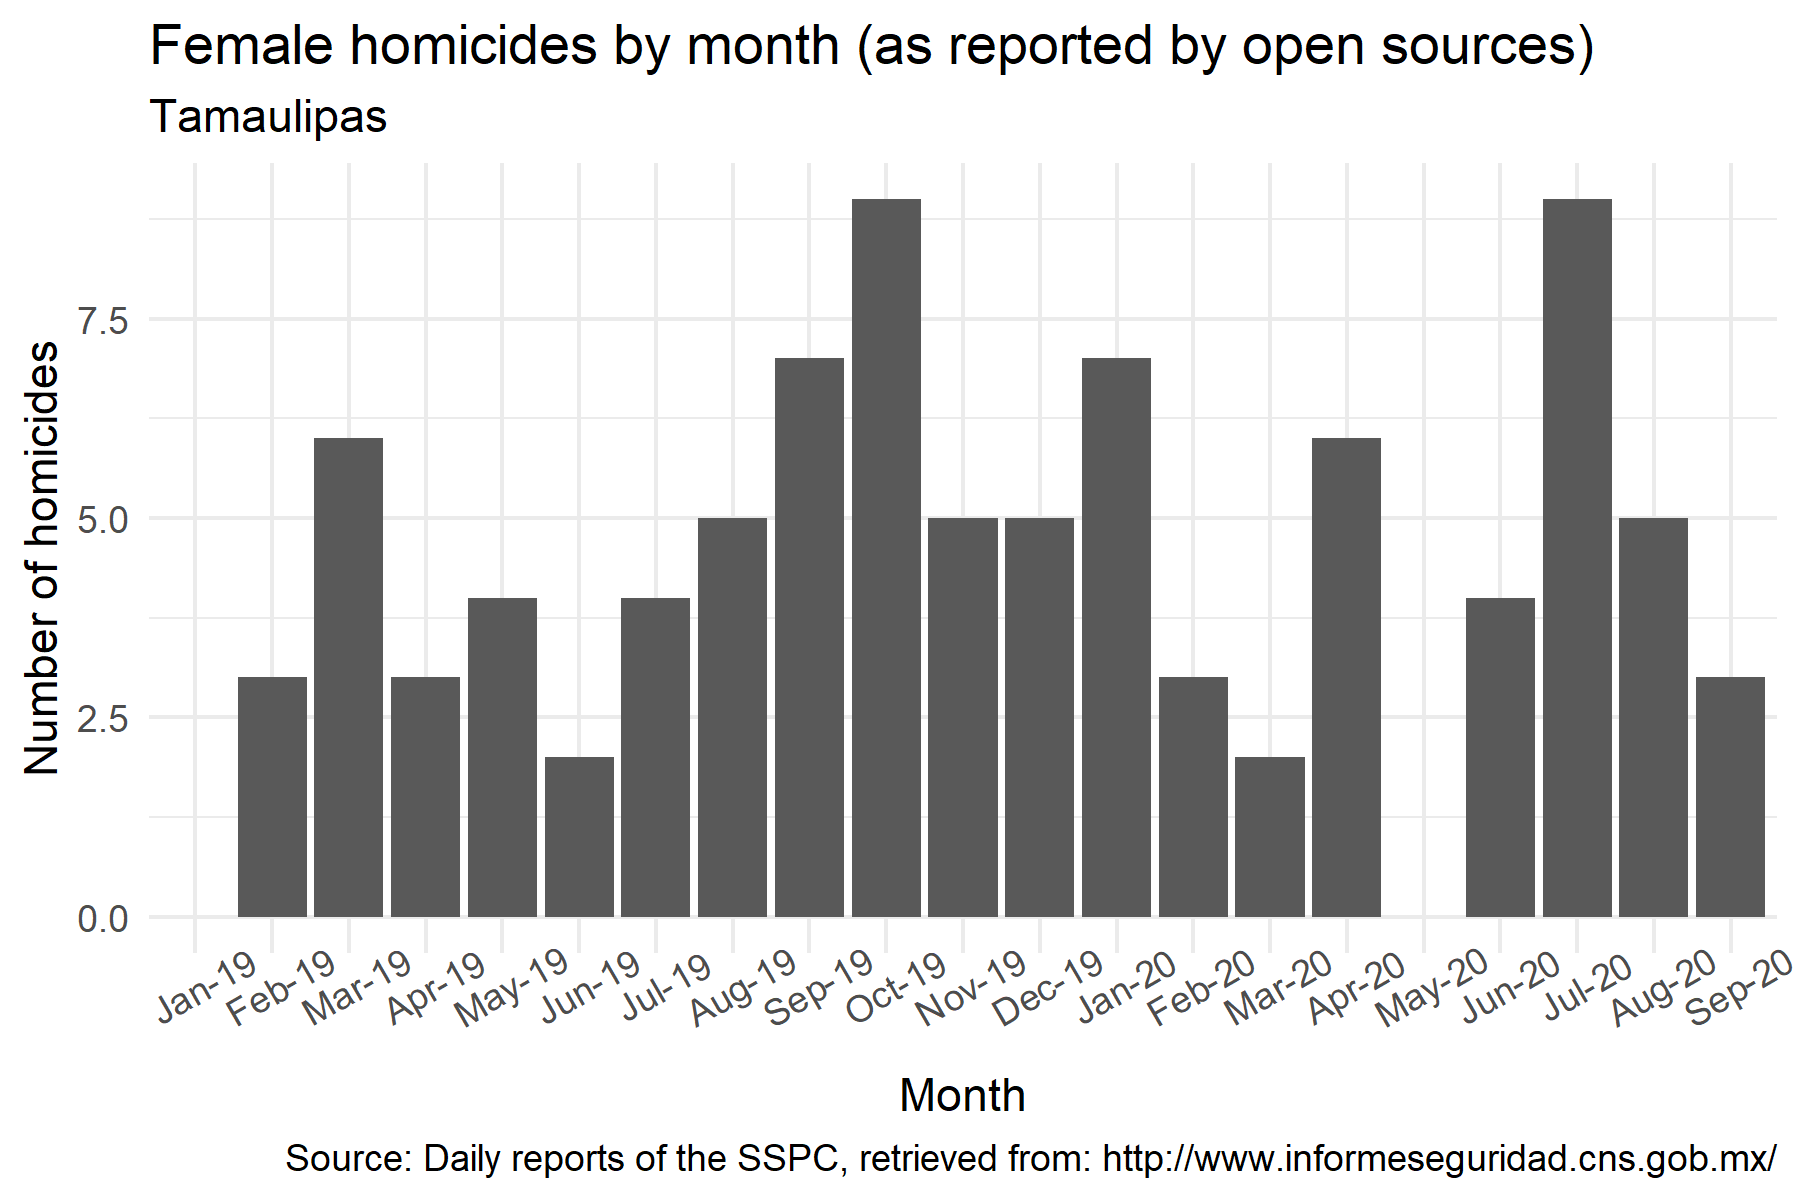 Female homicides by month (as reported by open sources)
Tamaulipas
Number of homicides
7.5
5.0
2.5
0.0
Jan-19
Feb-19
Mar-19
Apr-19
May-19
Jun-19
Jul-19
Aug-19
Sep-19
Oct-19
Nov-19
Dec-19
Jan-20
Feb-20
Mar-20
Apr-20
May-20
Jun-20
Jul-20
Aug-20
Sep-20
Month
Source: Daily reports of the SSPC, retrieved from: http://www.informeseguridad.cns.gob.mx/